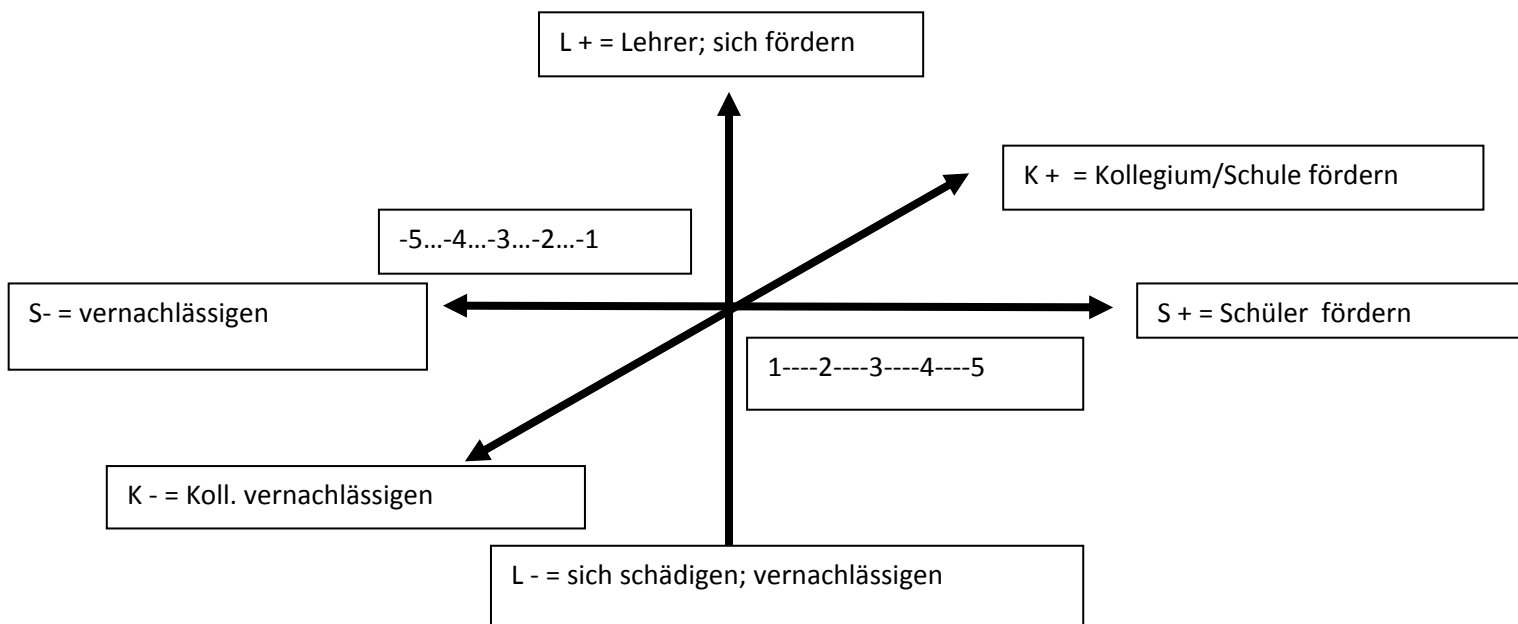 L + = Lehrer; sich fördern
K +  = Kollegium/Schule fördern
-5...-4...-3...-2...-1
S- = vernachlässigen
S + = Schüler  fördern
1----2----3----4----5
K - = Koll. vernachlässigen
L - = sich schädigen; vernachlässigen